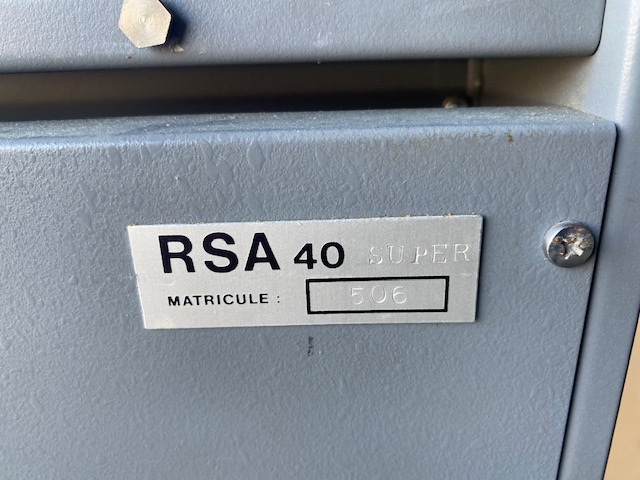 RSA 40 SUPER
MATRICULE : 506